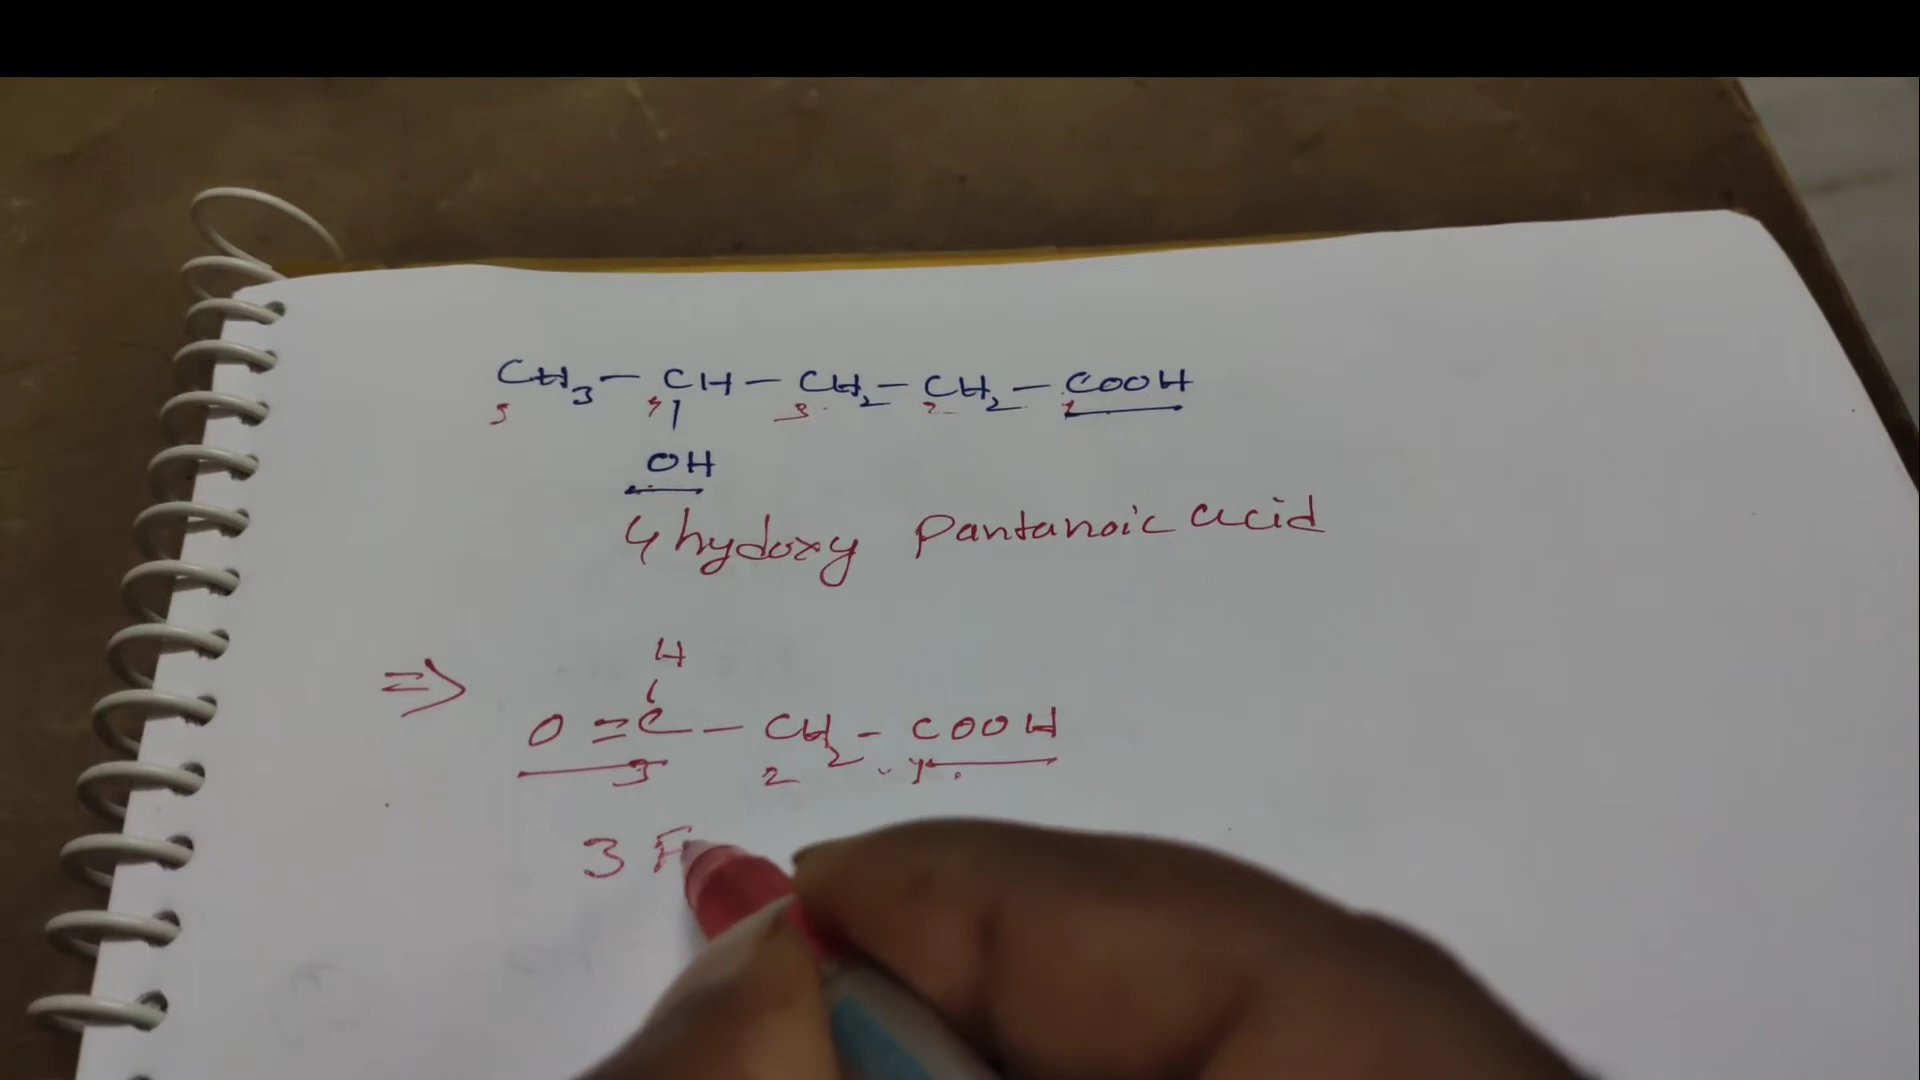 CH3 - CH - CH2 - CH2 - COOH
5 4 3 2 1
OH
4 hydoxy pantanoic acid
H
⇒ O = C - CH2 - COOH
3 2 1
3 F